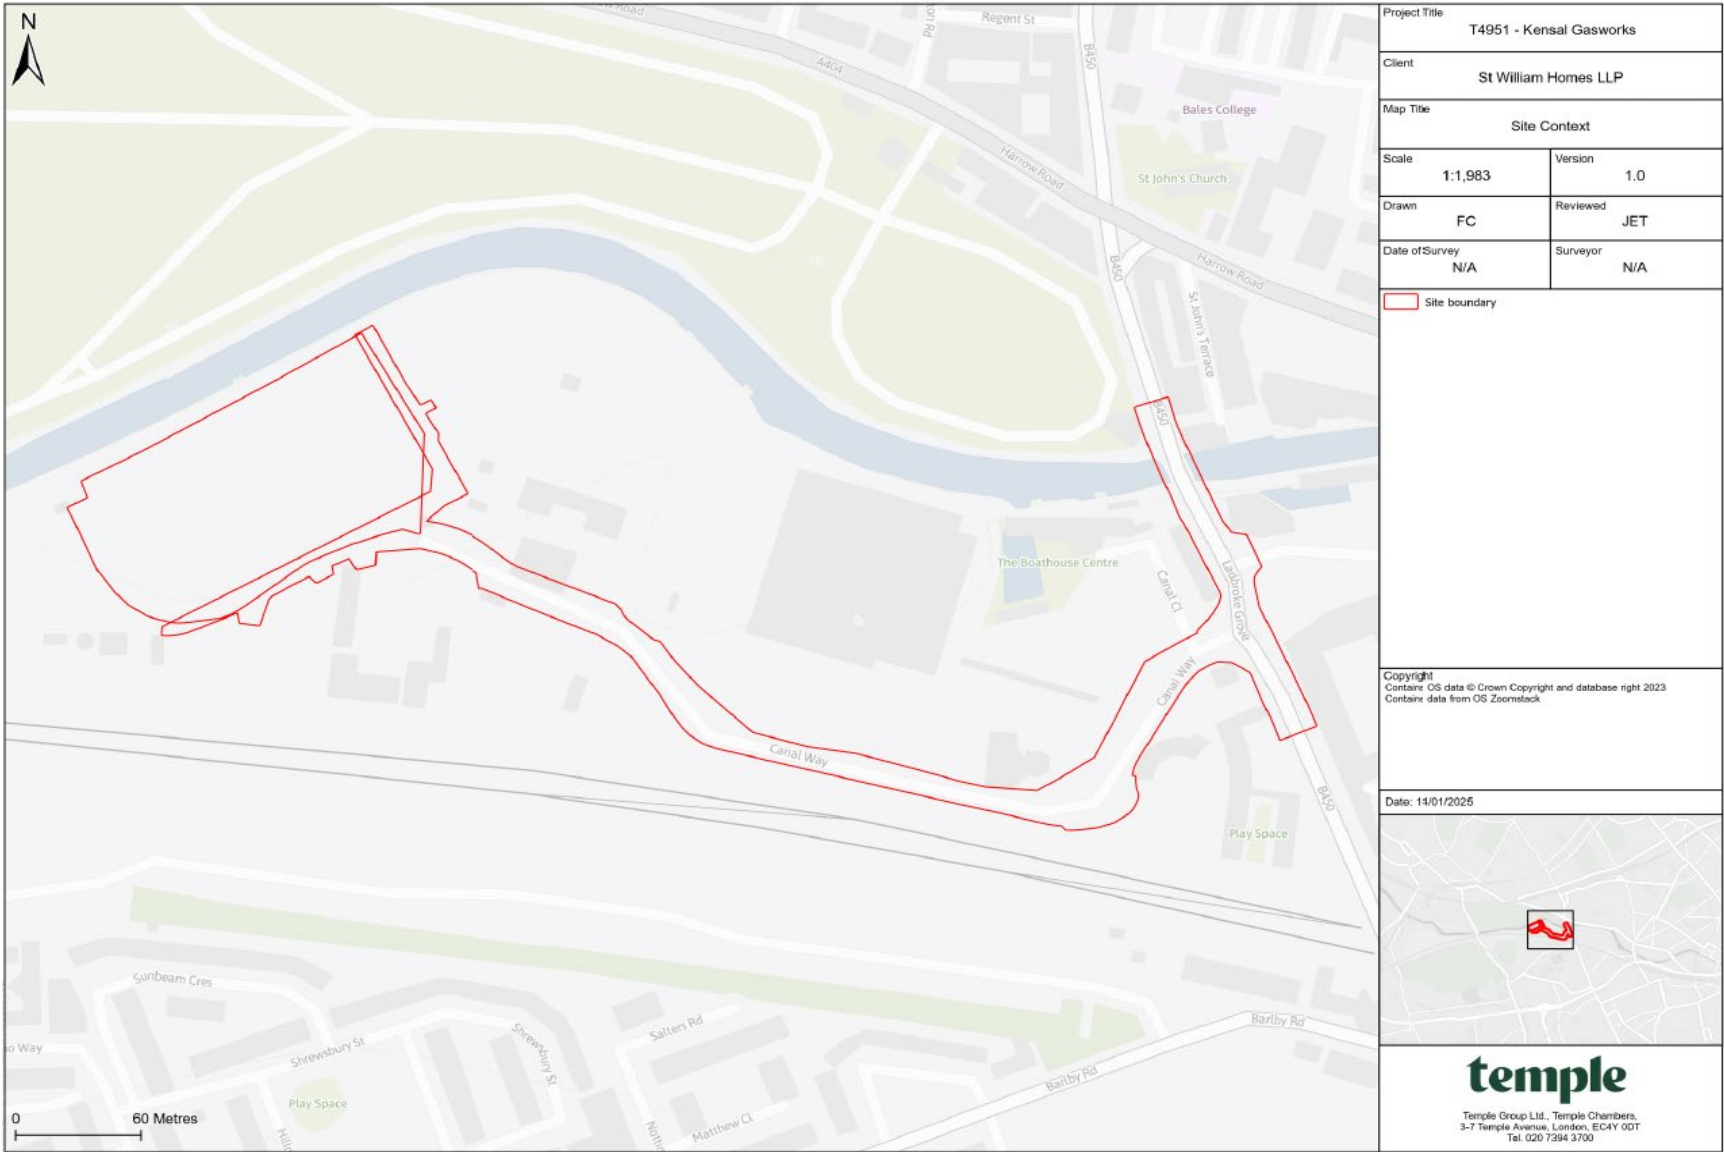 N
Harrow Road
A404
Regent St
B450
Bales College
Harrow Road
St John's Church
B450
Harrow Road
St John's Terrace
B450
The Boathouse Centre
Canal Cl
Ladbroke Grove
Canal Way
Canal Way
B450
Play Space
Sunbeam Cres
Shrewsbury St
Shrewsbury St
Salters Rd
Barlby Rd
Barlby Rd
Play Space
Matthew Cl
0 60 Metres
Project Title
T4951 - Kensal Gasworks
Client
St William Homes LLP
Map Title
Site Context
Scale
1:1,983
Version
1.0
Drawn
FC
Reviewed
JET
Date of Survey
N/A
Surveyor
N/A
Site boundary
Copyright
Contains OS data © Crown Copyright and database right 2023
Contains data from OS Zoomstack
Date: 14/01/2025
temple
Temple Group Ltd., Temple Chambers,
3-7 Temple Avenue, London, EC4Y 0DT
Tel. 020 7394 3700